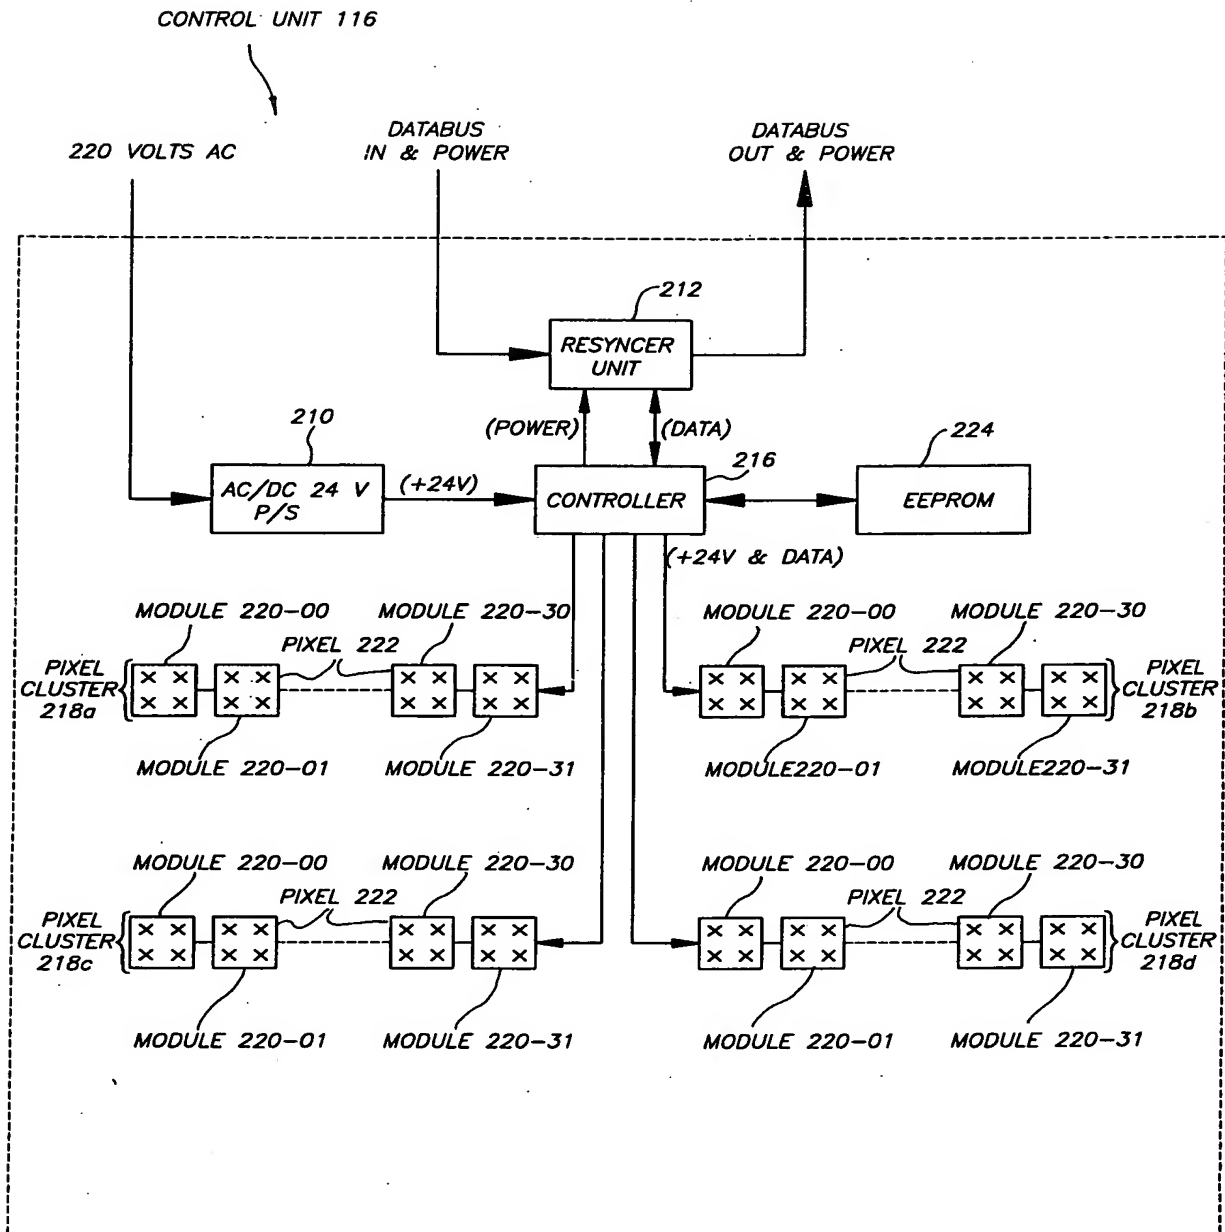 CONTROL UNIT 116
220 VOLTS AC
DATABUS
IN & POWER
DATABUS
OUT & POWER
212
RESYNCER
UNIT
(POWER)
(DATA)
210
AC/DC 24 V
P/S
(+24V)
216
CONTROLLER
224
EEPROM
(+24V & DATA)
MODULE 220-00
MODULE 220-30
PIXEL 222
PIXEL
CLUSTER
218a
MODULE 220-01
MODULE 220-31
MODULE 220-00
MODULE 220-30
PIXEL 222
PIXEL
CLUSTER
218b
MODULE220-01
MODULE220-31
MODULE 220-00
MODULE 220-30
PIXEL 222
PIXEL
CLUSTER
218c
MODULE 220-01
MODULE 220-31
MODULE 220-00
MODULE 220-30
PIXEL 222
PIXEL
CLUSTER
218d
MODULE 220-01
MODULE 220-31